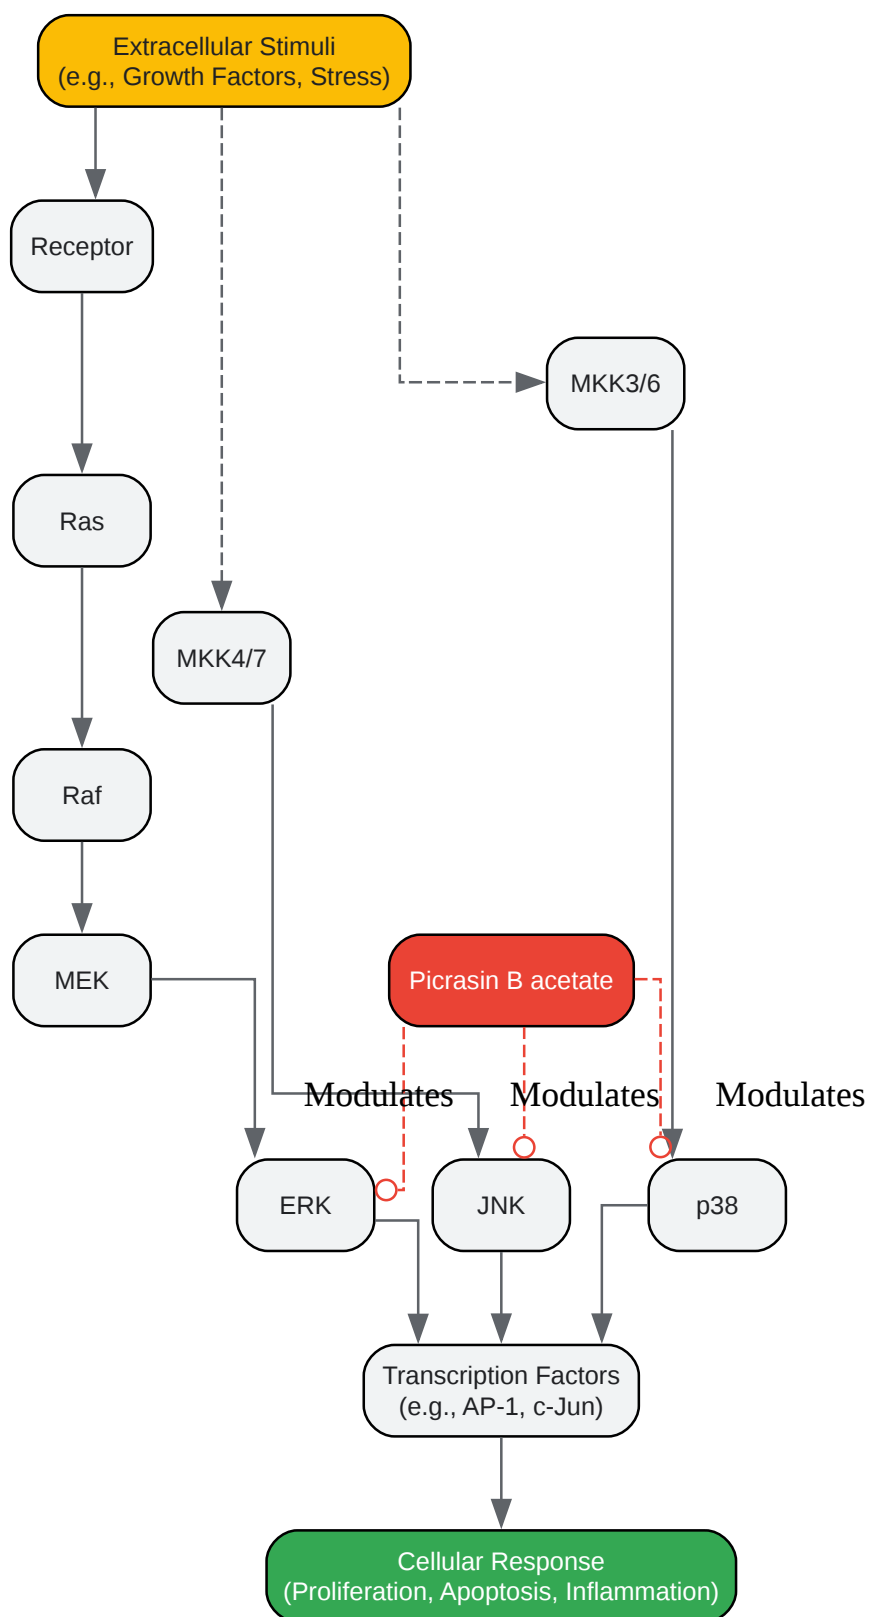 Extracellular Stimuli
(e.g., Growth Factors, Stress)
Receptor
MKK3/6
Ras
MKK4/7
Raf
MEK
Picrasin B acetate
Modulates
Modulates
Modulates
ERK
JNK
p38
Transcription Factors
(e.g., AP-1, c-Jun)
Cellular Response
(Proliferation, Apoptosis, Inflammation)